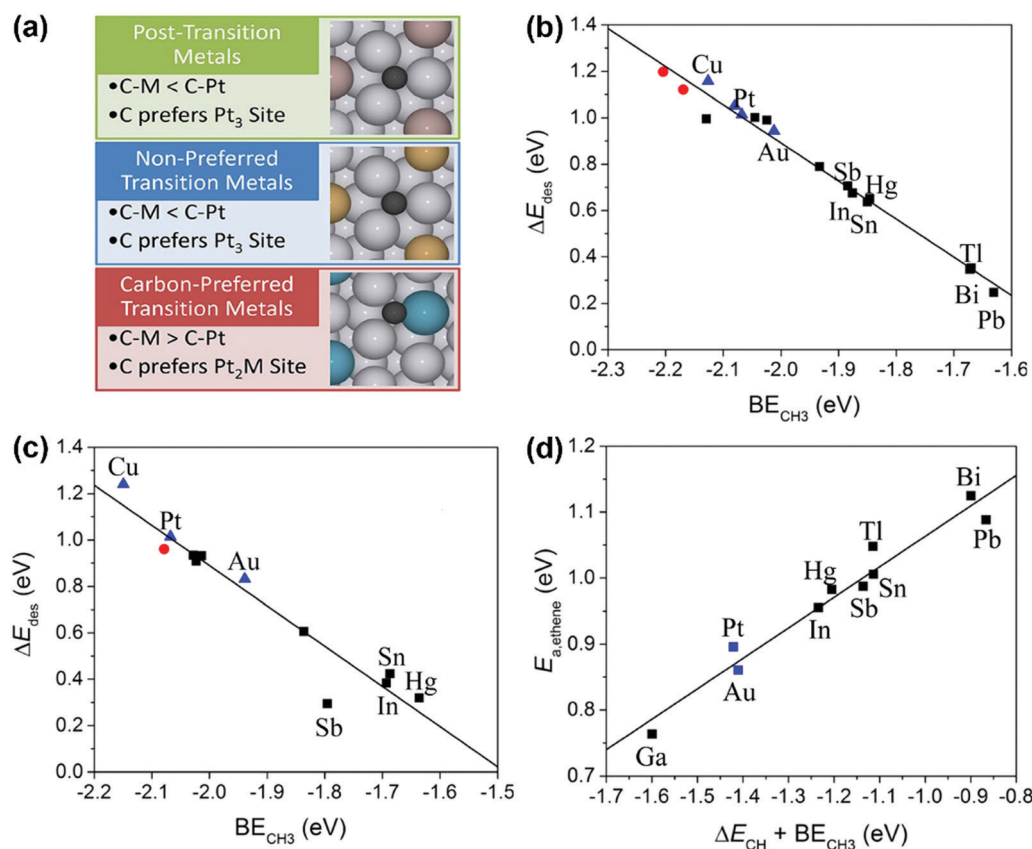 (a)
Post-Transition
Metals
•C-M < C-Pt
•C prefers Pt3 Site
Non-Preferred
Transition Metals
•C-M < C-Pt
•C prefers Pt3 Site
Carbon-Preferred
Transition Metals
•C-M > C-Pt
•C prefers Pt2M Site
(b)
ΔEdes (eV)
1.4
1.2
1.0
0.8
0.6
0.4
0.2
0.0
Cu
Pt
Au
Sb
Hg
In
Sn
Tl
Bi
Pb
-2.3 -2.2 -2.1 -2.0 -1.9 -1.8 -1.7 -1.6
BECH3 (eV)
(c)
ΔEdes (eV)
1.4
1.2
1.0
0.8
0.6
0.4
0.2
0.0
Cu
Pt
Au
Sn
In
Hg
Sb
-2.2 -2.1 -2.0 -1.9 -1.8 -1.7 -1.6 -1.5
BECH3 (eV)
(d)
Ea,ethene (eV)
1.2
1.1
1.0
0.9
0.8
0.7
Bi
Pb
Tl
Hg
Sn
Sb
In
Pt
Au
Ga
-1.7 -1.6 -1.5 -1.4 -1.3 -1.2 -1.1 -1.0 -0.9 -0.8
ΔECH + BECH3 (eV)